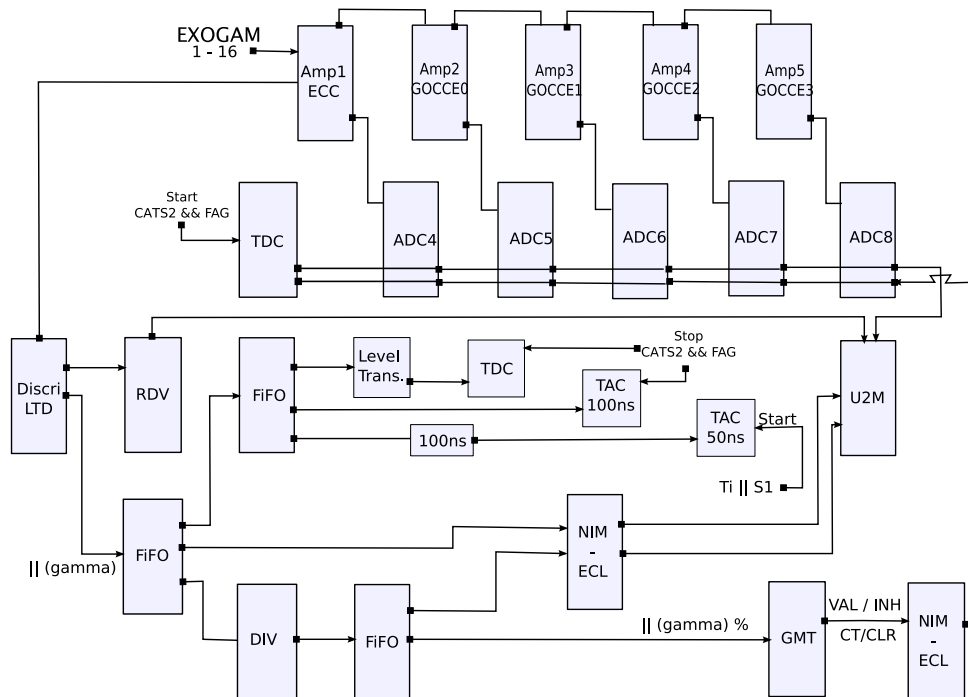 EXOGAM
1 - 16
Amp1
ECC
Amp2
GOCCE0
Amp3
GOCCE1
Amp4
GOCCE2
Amp5
GOCCE3
Start
CATS2 && FAG
TDC
ADC4
ADC5
ADC6
ADC7
ADC8
Discri
LTD
RDV
FiFO
Level
Trans.
TDC
Stop
CATS2 && FAG
TAC
100ns
100ns
TAC
50ns
Start
U2M
Ti || S1
|| (gamma)
FiFO
NIM
-
ECL
DIV
FiFO
|| (gamma) %
GMT
VAL / INH
CT/CLR
NIM
-
ECL